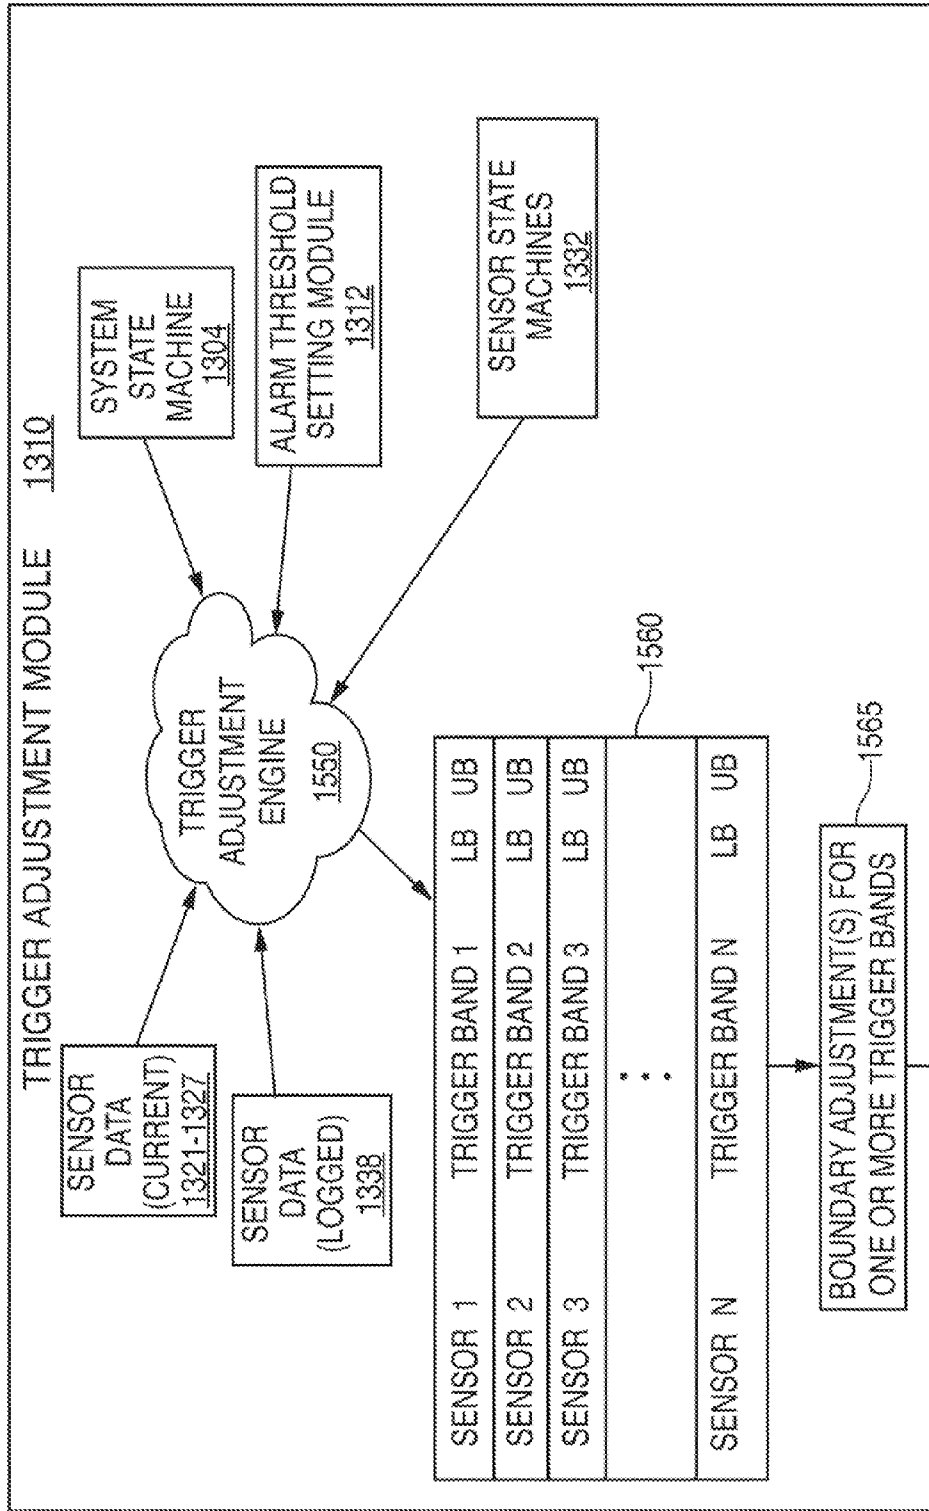 TRIGGER ADJUSTMENT MODULE 1310
SENSOR
DATA
(CURRENT)
1321-1327
SENSOR
DATA
(LOGGED)
1338
TRIGGER
ADJUSTMENT
ENGINE
1550
SYSTEM
STATE
MACHINE
1304
ALARM THRESHOLD
SETTING MODULE
1312
SENSOR STATE
MACHINES
1332
SENSOR 1 TRIGGER BAND 1 LB UB
SENSOR 2 TRIGGER BAND 2 LB UB
SENSOR 3 TRIGGER BAND 3 LB UB
• • •
SENSOR N TRIGGER BAND N LB UB
1560
BOUNDARY ADJUSTMENT(S) FOR
ONE OR MORE TRIGGER BANDS
1565